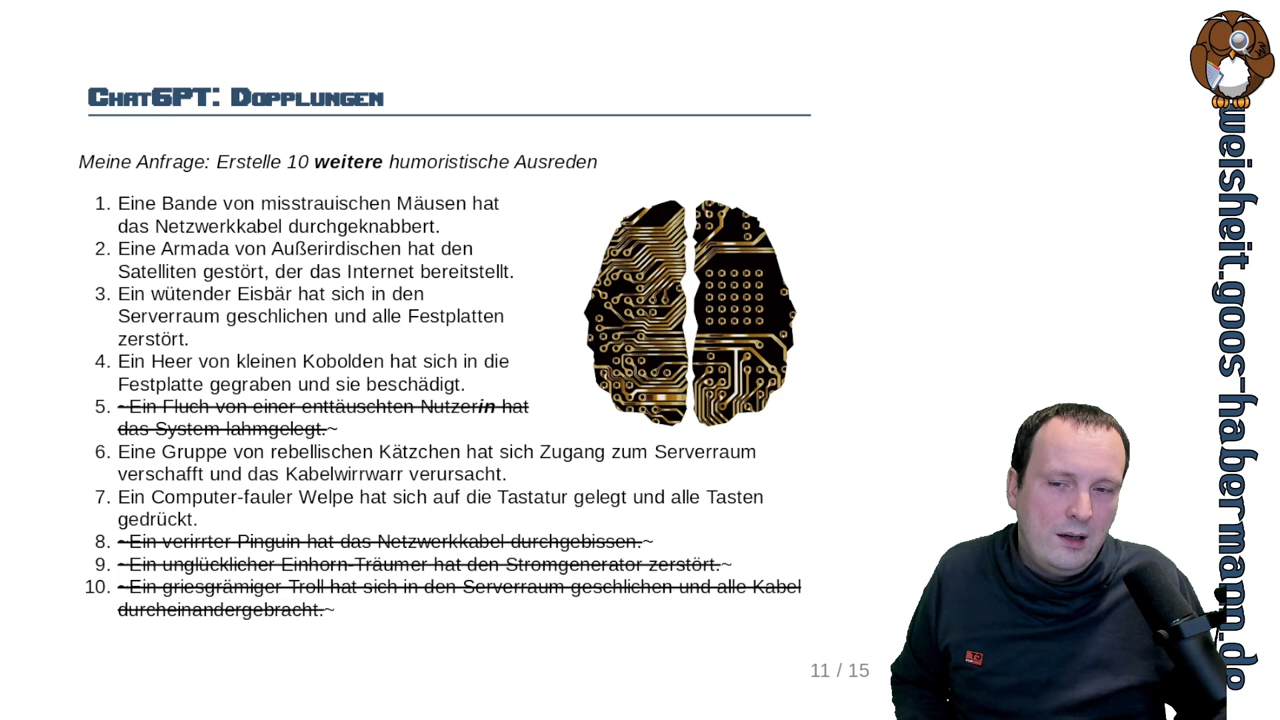 ChatGPT: Dopplungen
Meine Anfrage: Erstelle 10 weitere humoristische Ausreden
1. Eine Bande von misstrauischen Mäusen hat
das Netzwerkkabel durchgeknabbert.
2. Eine Armada von Außerirdischen hat den
Satelliten gestört, der das Internet bereitstellt.
3. Ein wütender Eisbär hat sich in den
Serverraum geschlichen und alle Festplatten
zerstört.
4. Ein Heer von kleinen Kobolden hat sich in die
Festplatte gegraben und sie beschädigt.
5. ~Ein Fluch von einer enttäuschten Nutzerin hat
das System lahmgelegt.~
6. Eine Gruppe von rebellischen Kätzchen hat sich Zugang zum Serverraum
verschafft und das Kabelwirrwarr verursacht.
7. Ein Computer-fauler Welpe hat sich auf die Tastatur gelegt und alle Tasten
gedrückt.
8. ~Ein verirrter Pinguin hat das Netzwerkkabel durchgebissen.~
9. ~Ein unglücklicher Einhorn-Träumer hat den Stromgenerator zerstört.~
10. ~Ein griesgrämiger Troll hat sich in den Serverraum geschlichen und alle Kabel
durcheinandergebracht.~
11 / 15
weisheit.goos-habermann.de